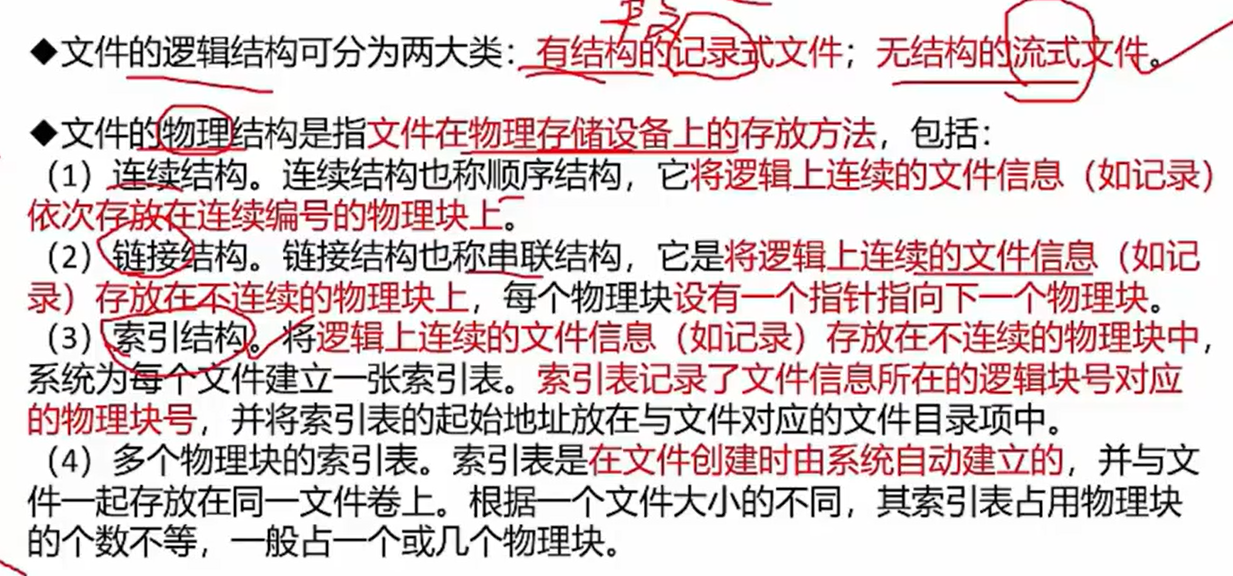 ◆文件的逻辑结构可分为两大类：有结构的记录式文件；无结构的流式文件。
◆文件的物理结构是指文件在物理存储设备上的存放方法，包括：
（1）连续结构。连续结构也称顺序结构，它将逻辑上连续的文件信息（如记录）
依次存放在连续编号的物理块上。
（2）链接结构。链接结构也称串联结构，它是将逻辑上连续的文件信息（如记
录）存放在不连续的物理块上，每个物理块设有一个指针指向下一个物理块。
（3）索引结构。将逻辑上连续的文件信息（如记录）存放在不连续的物理块中，
系统为每个文件建立一张索引表。索引表记录了文件信息所在的逻辑块号对应
的物理块号，并将索引表的起始地址放在与文件对应的文件目录项中。
（4）多个物理块的索引表。索引表是在文件创建时由系统自动建立的，并与文
件一起存放在同一文件卷上。根据一个文件大小的不同，其索引表占用物理块
的个数不等，一般占一个或几个物理块。